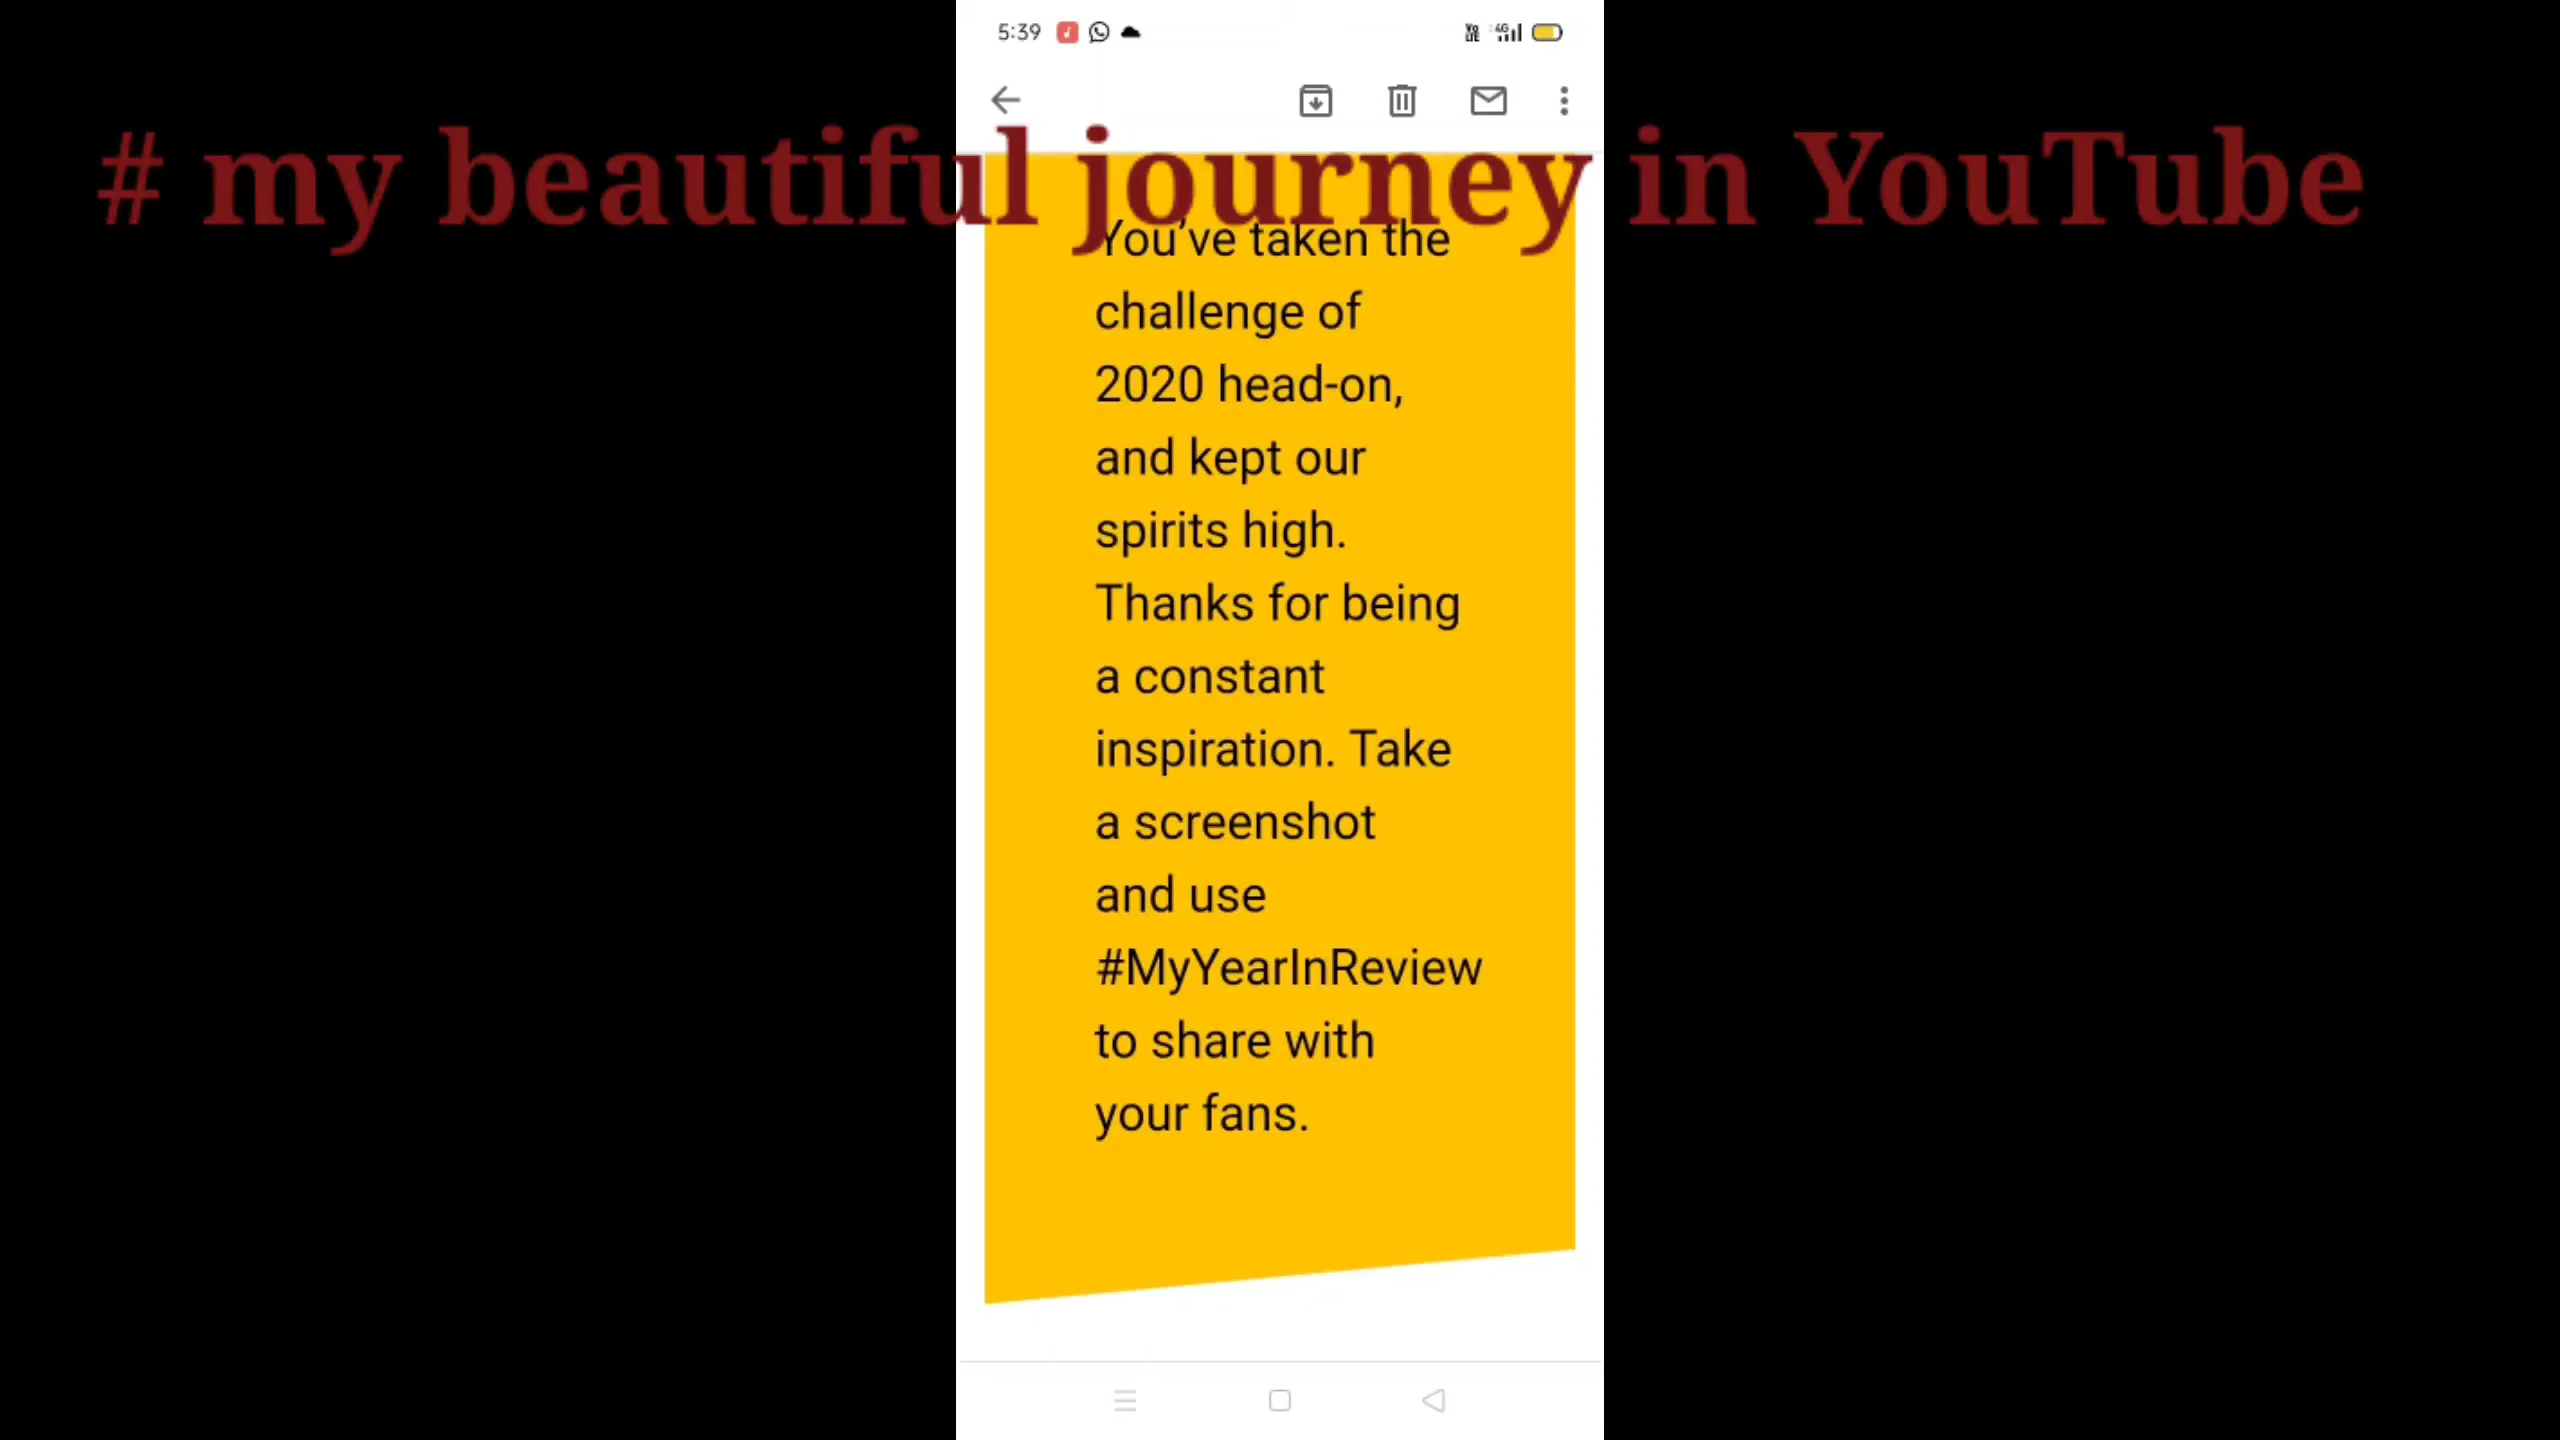 5:39
# my beautiful journey in YouTube
You've taken the
challenge of
2020 head-on,
and kept our
spirits high.
Thanks for being
a constant
inspiration. Take
a screenshot
and use
#MyYearInReview
to share with
your fans.